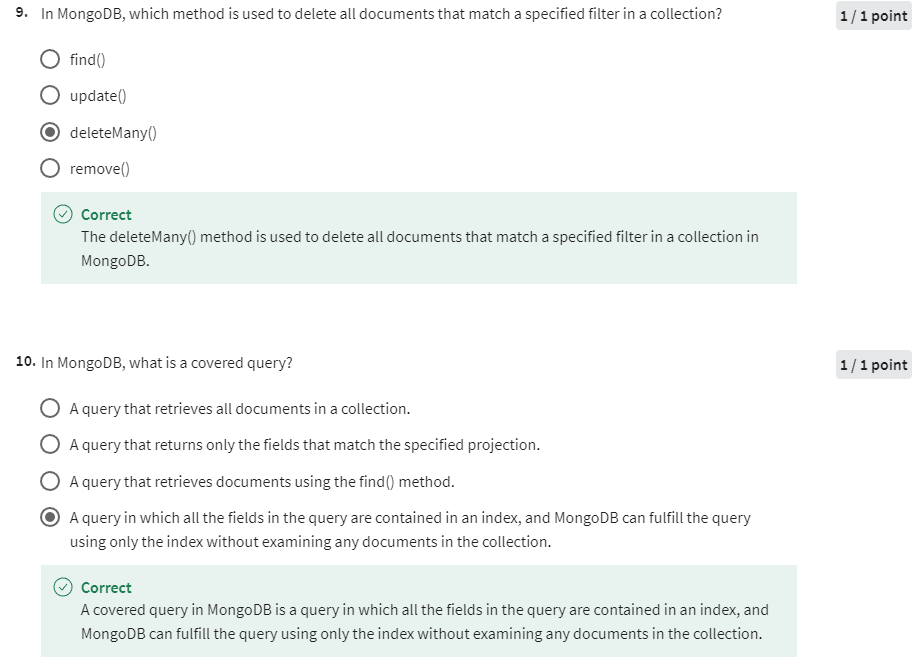 9. In MongoDB, which method is used to delete all documents that match a specified filter in a collection? 1 / 1 point
find()
update()
deleteMany()
remove()
Correct
The deleteMany() method is used to delete all documents that match a specified filter in a collection in
MongoDB.
10. In MongoDB, what is a covered query? 1 / 1 point
A query that retrieves all documents in a collection.
A query that returns only the fields that match the specified projection.
A query that retrieves documents using the find() method.
A query in which all the fields in the query are contained in an index, and MongoDB can fulfill the query
using only the index without examining any documents in the collection.
Correct
A covered query in MongoDB is a query in which all the fields in the query are contained in an index, and
MongoDB can fulfill the query using only the index without examining any documents in the collection.